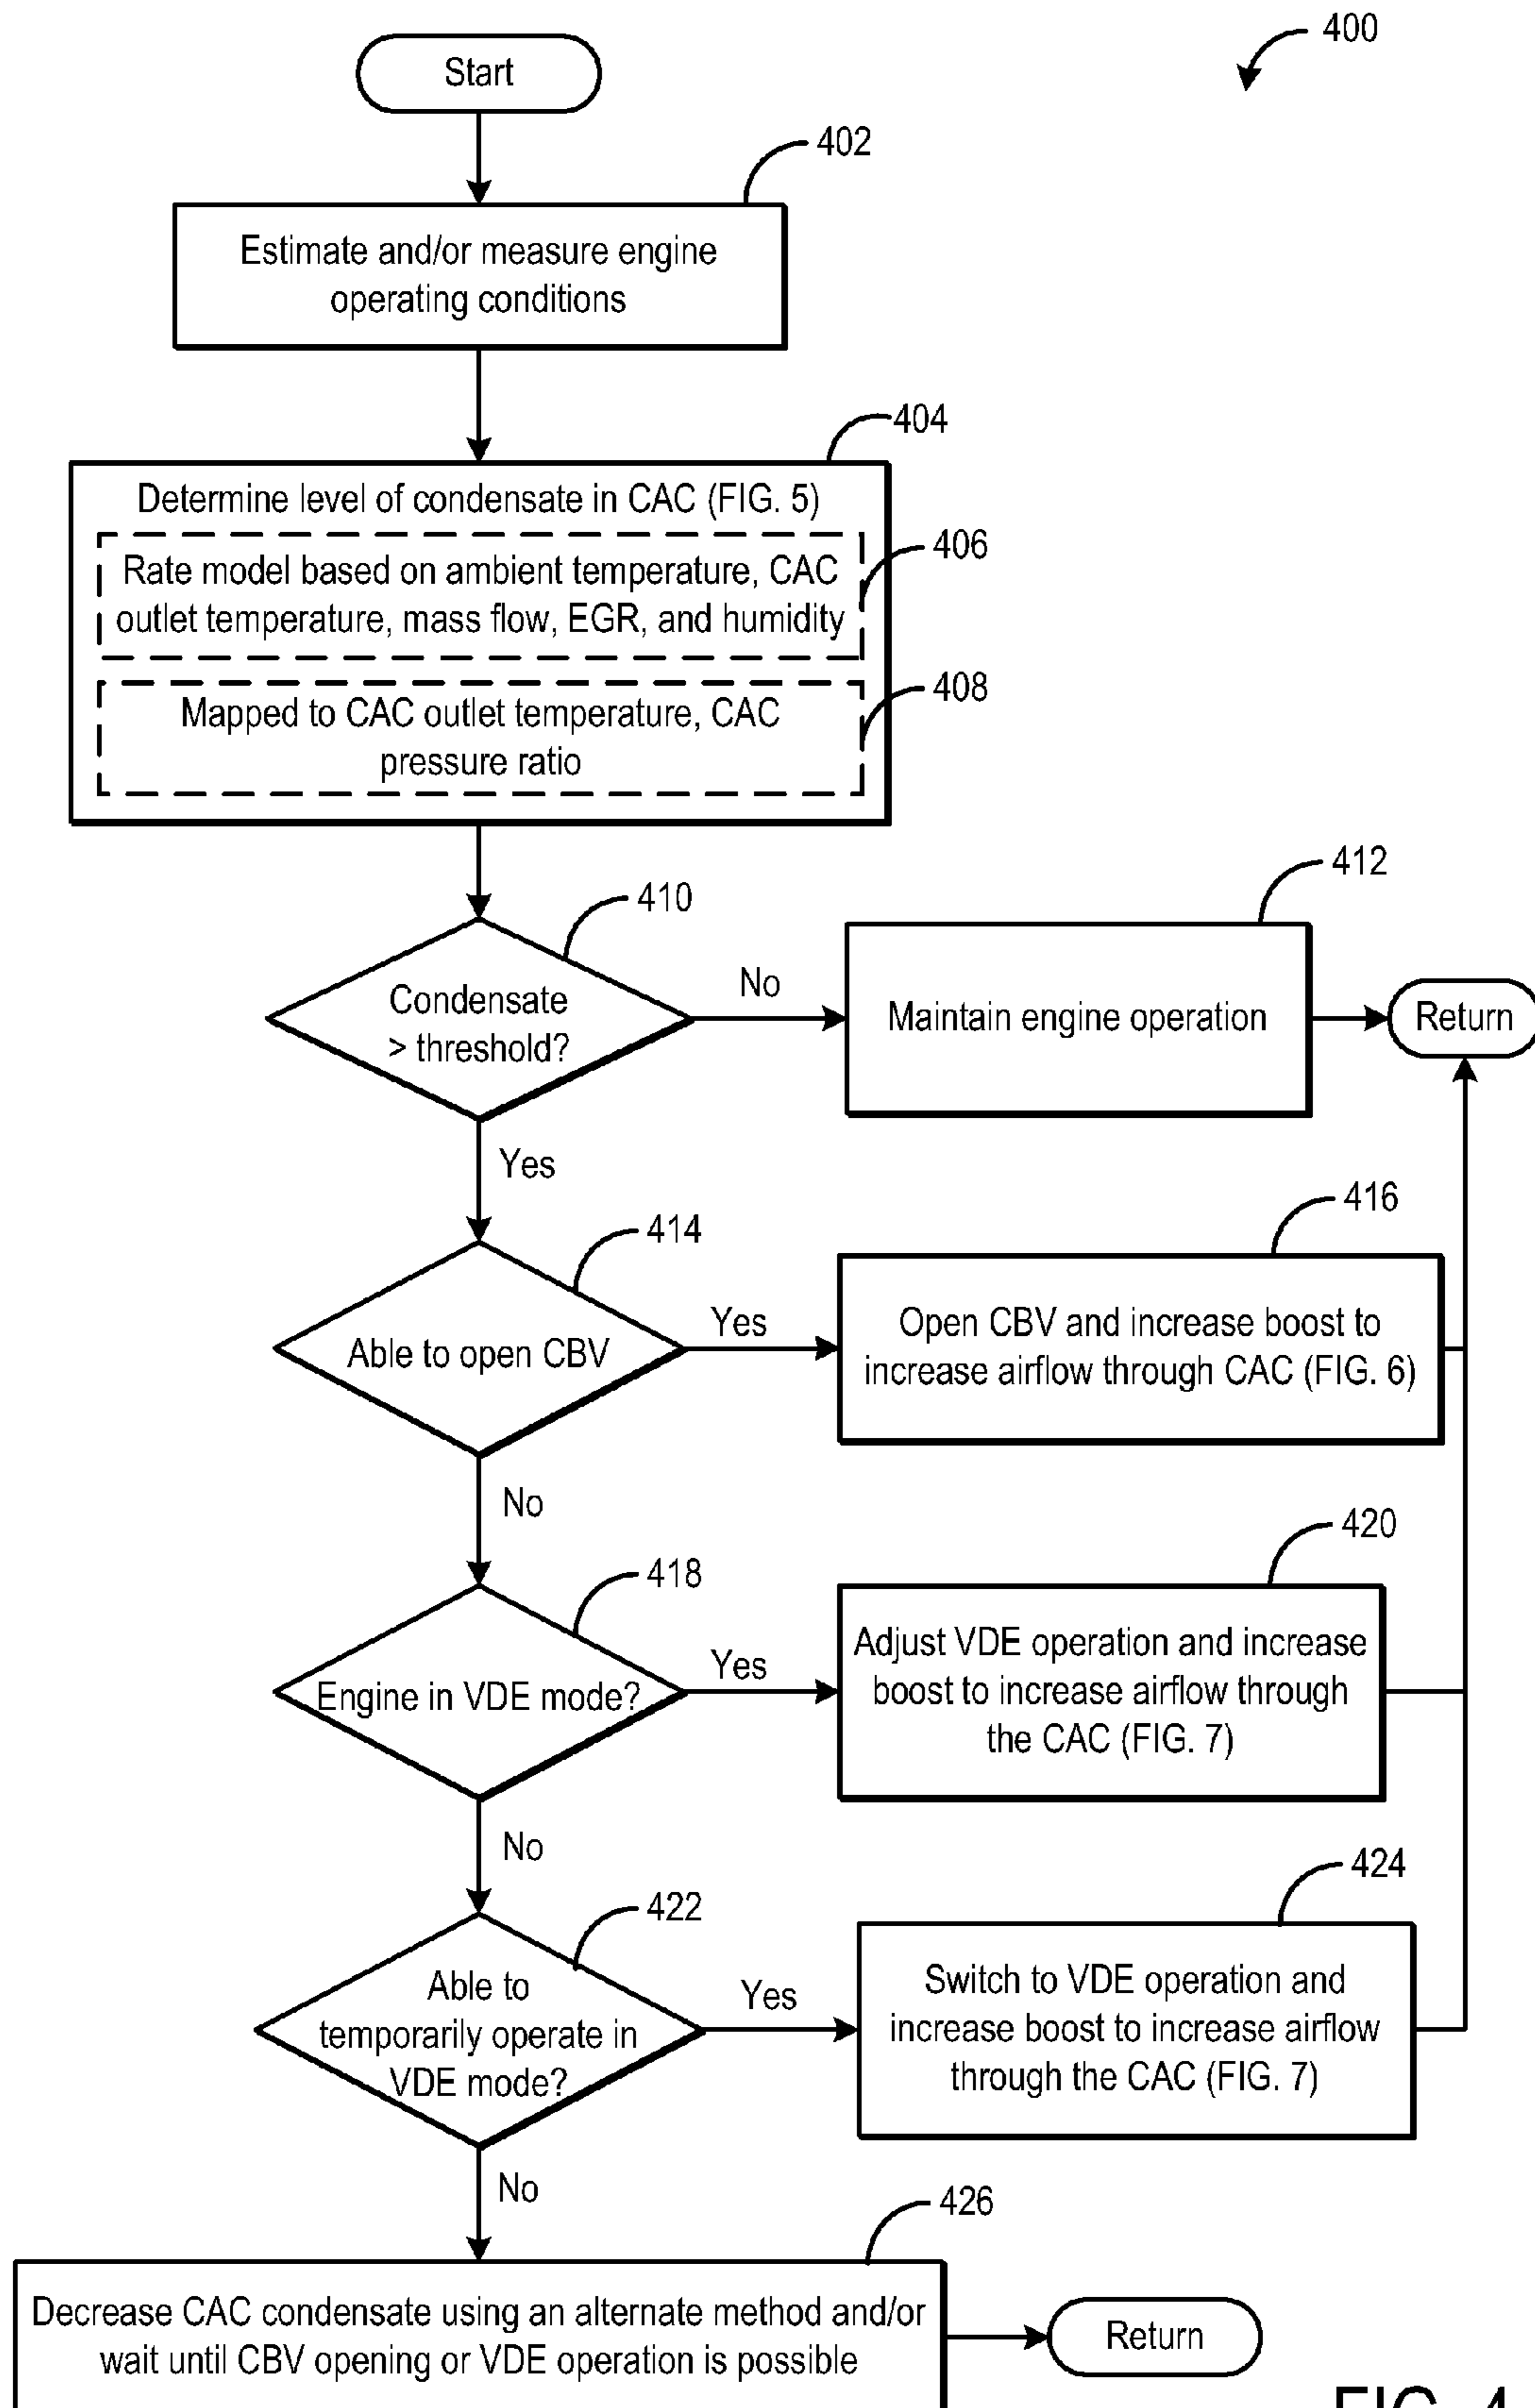 400
Start
402
Estimate and/or measure engine
operating conditions
404
Determine level of condensate in CAC (FIG. 5)
406
Rate model based on ambient temperature, CAC
outlet temperature, mass flow, EGR, and humidity
408
Mapped to CAC outlet temperature, CAC
pressure ratio
410
Condensate
> threshold?
No
412
Maintain engine operation
Return
Yes
414
Able to open CBV
Yes
416
Open CBV and increase boost to
increase airflow through CAC (FIG. 6)
No
418
Engine in VDE mode?
Yes
420
Adjust VDE operation and increase
boost to increase airflow through
the CAC (FIG. 7)
No
422
Able to
temporarily operate in
VDE mode?
Yes
424
Switch to VDE operation and
increase boost to increase airflow
through the CAC (FIG. 7)
No
426
Decrease CAC condensate using an alternate method and/or
wait until CBV opening or VDE operation is possible
Return
FIG. 4